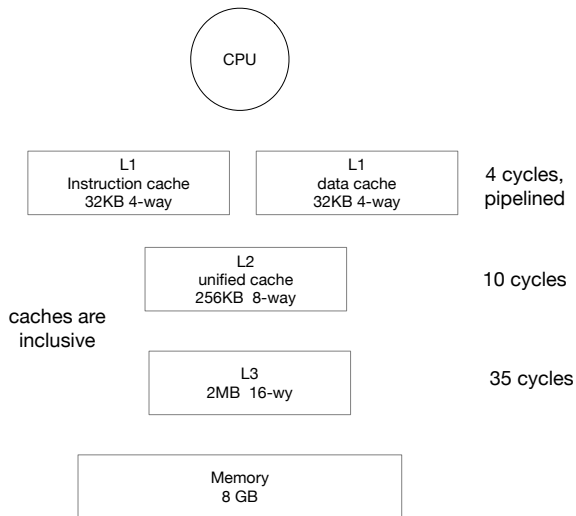 CPU
L1
Instruction cache
32KB 4-way
L1
data cache
32KB 4-way
4 cycles,
pipelined
L2
unified cache
256KB 8-way
10 cycles
caches are
inclusive
L3
2MB 16-wy
35 cycles
Memory
8 GB